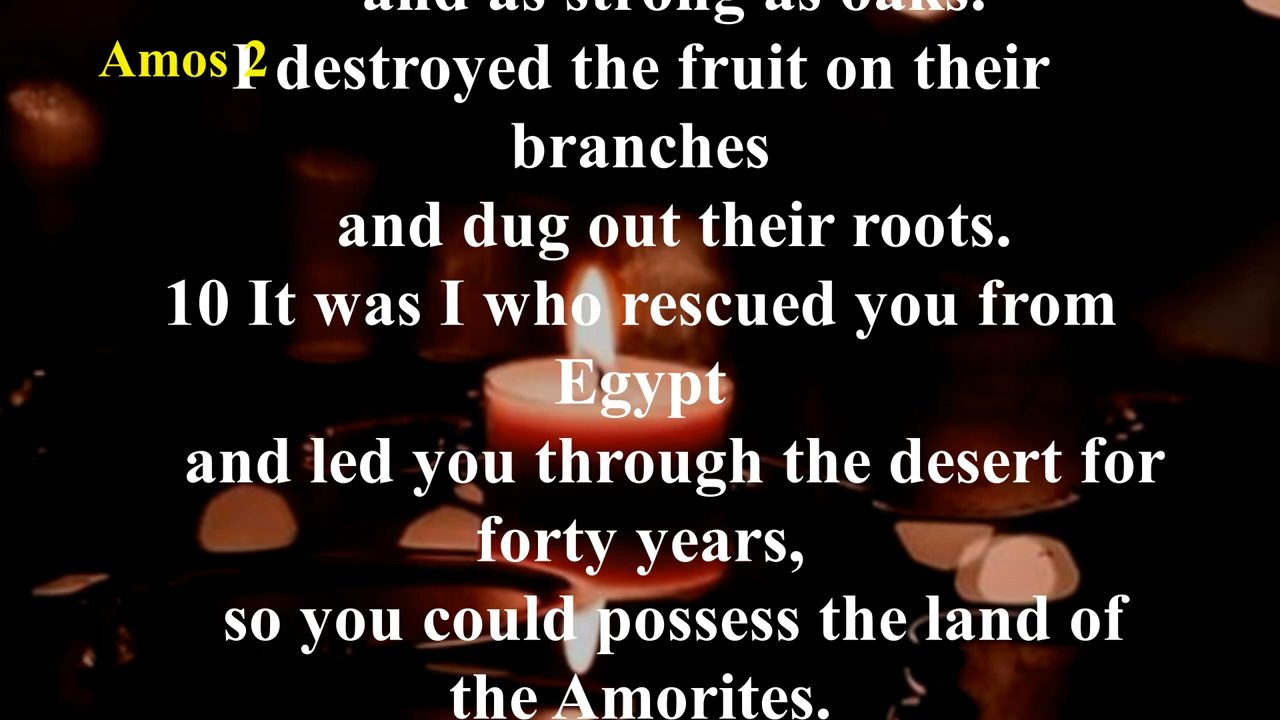 and as strong as oaks.
Amos 2
I destroyed the fruit on their
branches
and dug out their roots.
10 It was I who rescued you from
Egypt
and led you through the desert for
forty years,
so you could possess the land of
the Amorites.